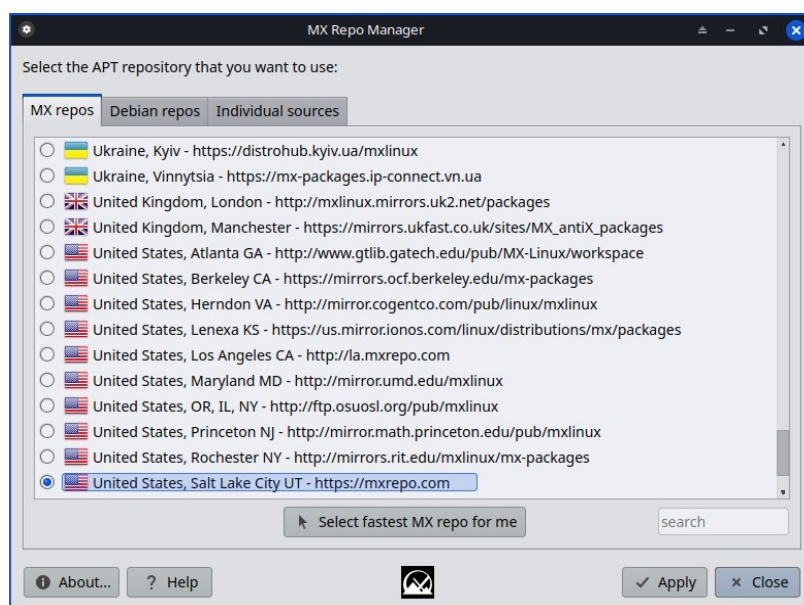 MX Repo Manager
Select the APT repository that you want to use:
MX repos Debian repos Individual sources
Ukraine, Kyiv - https://distrohub.kyiv.ua/mxlinux
Ukraine, Vinnytsia - https://mx-packages.ip-connect.vn.ua
United Kingdom, London - http://mxlinux.mirrors.uk2.net/packages
United Kingdom, Manchester - https://mirrors.ukfast.co.uk/sites/MX_antiX_packages
United States, Atlanta GA - http://www.gtlib.gatech.edu/pub/MX-Linux/workspace
United States, Berkeley CA - https://mirrors.ocf.berkeley.edu/mx-packages
United States, Herndon VA - http://mirror.cogentco.com/pub/linux/mxlinux
United States, Lenexa KS - https://us.mirror.ionos.com/linux/distributions/mx/packages
United States, Los Angeles CA - http://la.mxrepo.com
United States, Maryland MD - http://mirror.umd.edu/mxlinux
United States, OR, IL, NY - http://ftp.osuosl.org/pub/mxlinux
United States, Princeton NJ - http://mirror.math.princeton.edu/pub/mxlinux
United States, Rochester NY - http://mirrors.rit.edu/mxlinux/mx-packages
United States, Salt Lake City UT - https://mxrepo.com
Select fastest MX repo for me search
About... ? Help Apply Close